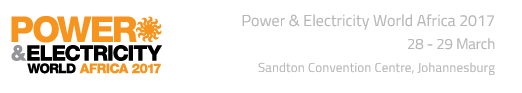 POWER
& ELECTRICITY
WORLD AFRICA 2017
Power & Electricity World Africa 2017
28 - 29 March
Sandton Convention Centre, Johannesburg